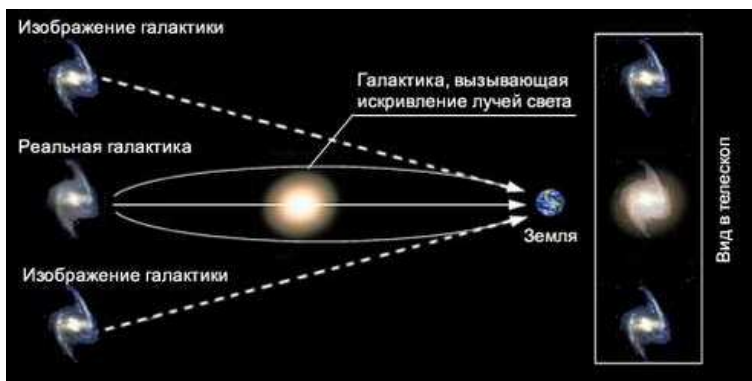 Изображение галактики
Галактика, вызывающая
искривление лучей света
Реальная галактика
Земля
Изображение галактики
Вид в телескоп